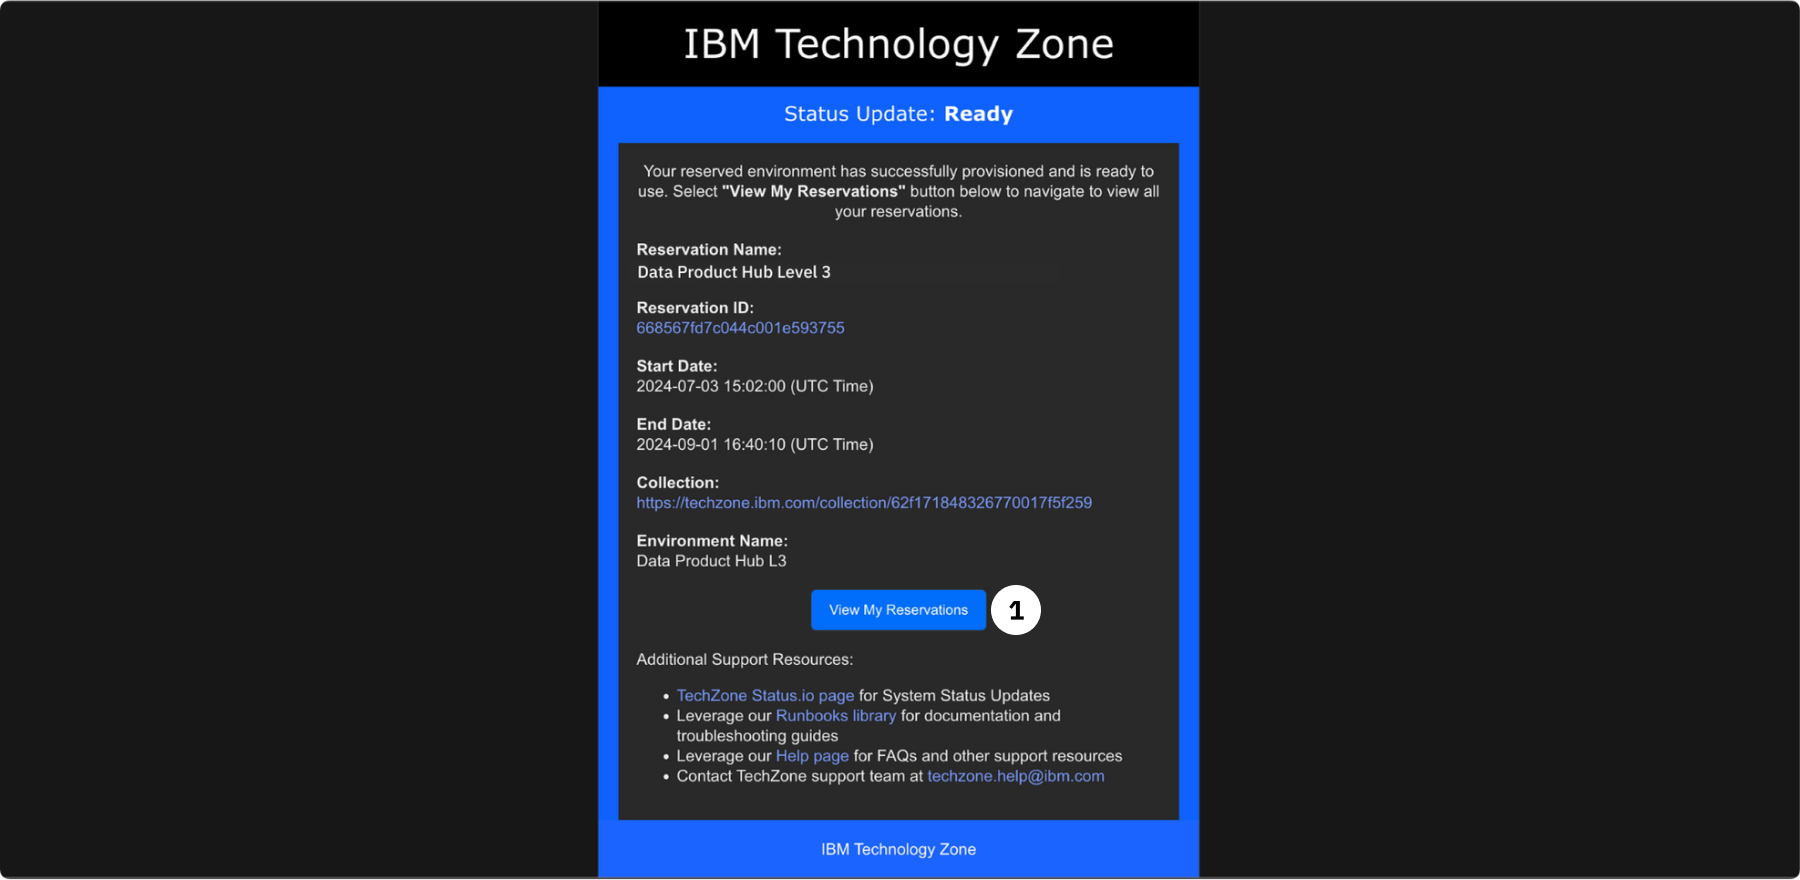 IBM Technology Zone
Status Update: Ready
Your reserved environment has successfully provisioned and is ready to
use. Select "View My Reservations" button below to navigate to view all
your reservations.
Reservation Name:
Data Product Hub Level 3
Reservation ID:
668567fd7c044c001e593755
Start Date:
2024-07-03 15:02:00 (UTC Time)
End Date:
2024-09-01 16:40:10 (UTC Time)
Collection:
https://techzone.ibm.com/collection/62f171848326770017f5f259
Environment Name:
Data Product Hub L3
View My Reservations
1
Additional Support Resources:
• TechZone Status.io page for System Status Updates
• Leverage our Runbooks library for documentation and
troubleshooting guides
• Leverage our Help page for FAQs and other support resources
• Contact TechZone support team at techzone.help@ibm.com
IBM Technology Zone